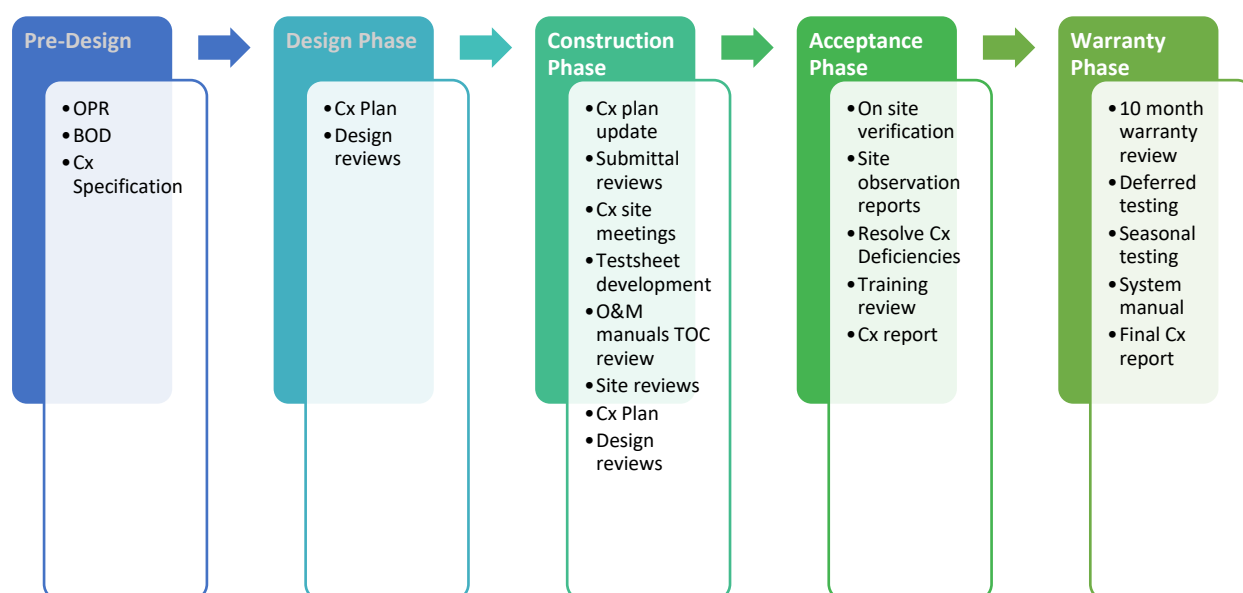 Pre-Design
• OPR
• BOD
• Cx
Specification
Design Phase
• Cx Plan
• Design
reviews
Construction
Phase
• Cx plan
update
• Submittal
reviews
• Cx site
meetings
• Testsheet
development
• O&M
manuals TOC
review
• Site reviews
• Cx Plan
• Design
reviews
Acceptance
Phase
• On site
verification
• Site
observation
reports
• Resolve Cx
Deficiencies
• Training
review
• Cx report
Warranty
Phase
• 10 month
warranty
review
• Deferred
testing
• Seasonal
testing
• System
manual
• Final Cx
report